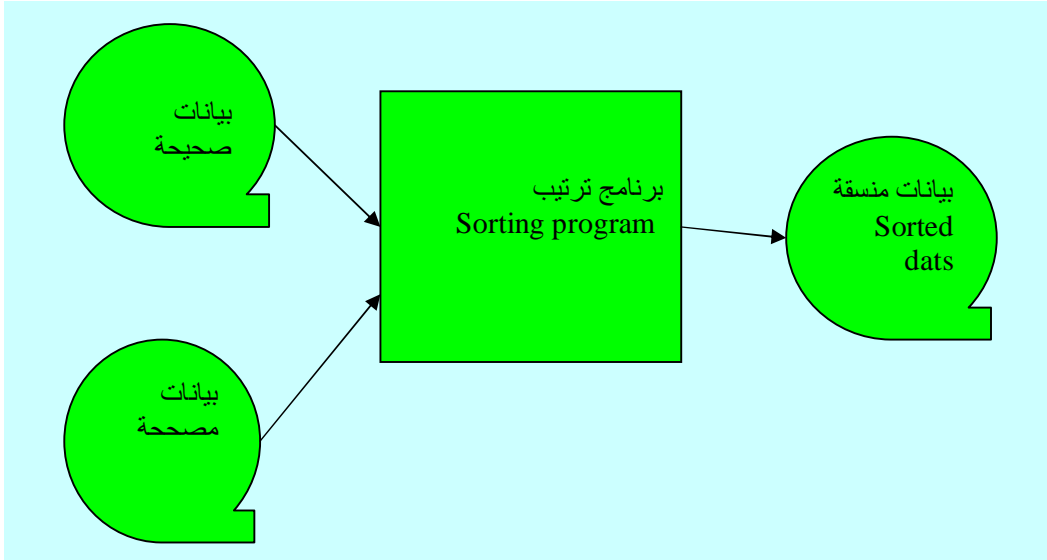 بيانات
صحيحة
برنامج ترتيب
Sorting program
بيانات منسقة
Sorted
dats
بيانات
مصححة